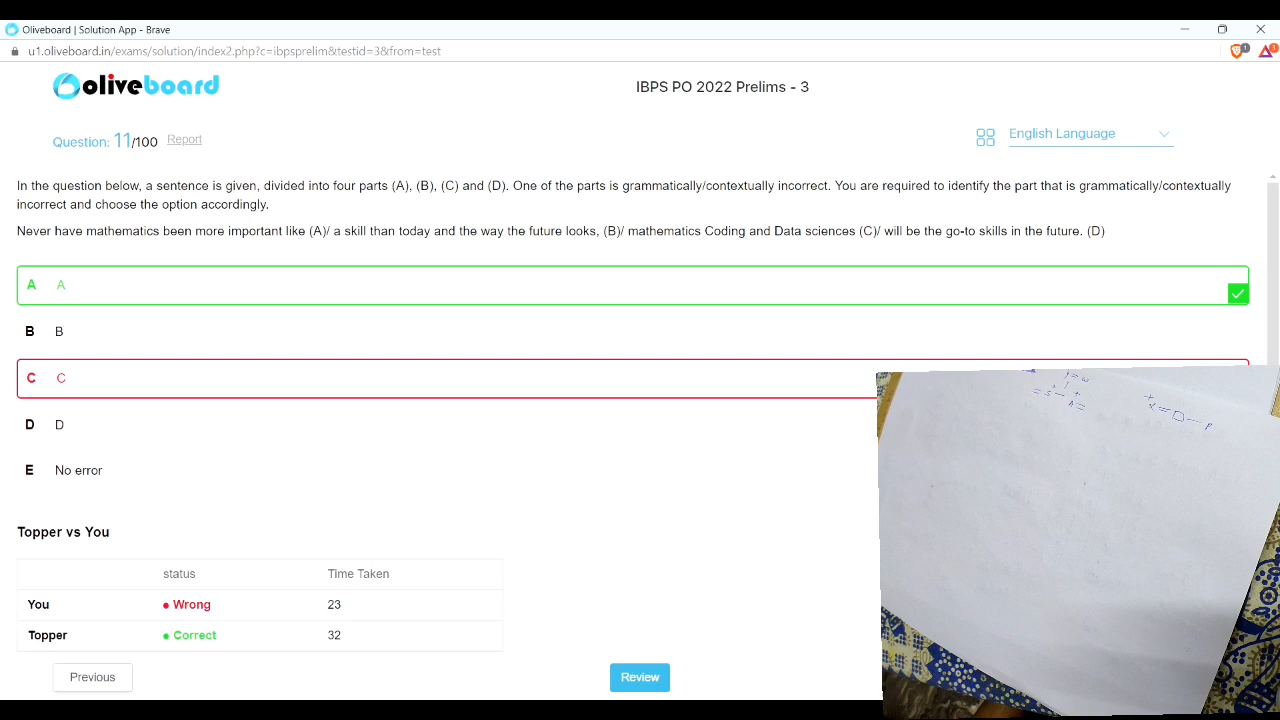 Oliveboard | Solution App - Brave
u1.oliveboard.in/exams/solution/index2.php?c=ibpsprelim&testid=3&from=test
oliveboard
IBPS PO 2022 Prelims - 3
Question: 11/100 Report
English Language
In the question below, a sentence is given, divided into four parts (A), (B), (C) and (D). One of the parts is grammatically/contextually incorrect. You are required to identify the part that is grammatically/contextually
incorrect and choose the option accordingly.
Never have mathematics been more important like (A)/ a skill than today and the way the future looks, (B)/ mathematics Coding and Data sciences (C)/ will be the go-to skills in the future. (D)
A A
B B
C C
D D
E No error
Topper vs You
status Time Taken
You Wrong 23
Topper Correct 32
Previous
Review